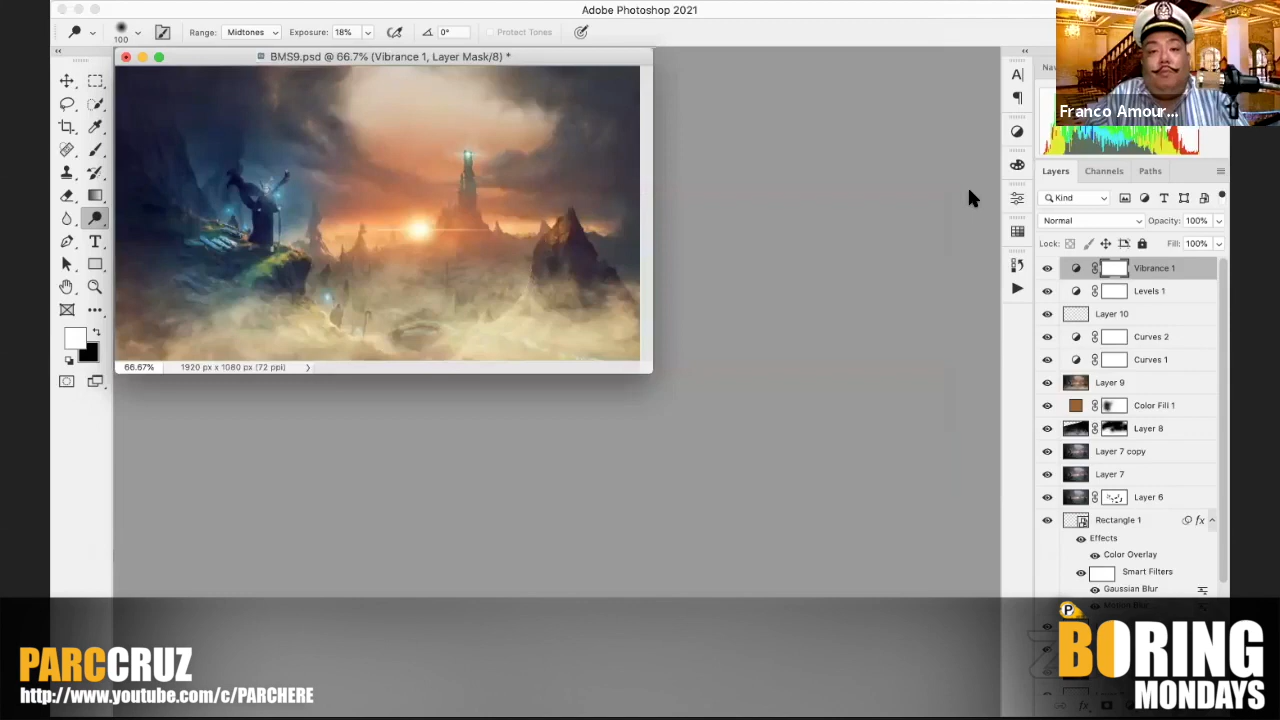 Adobe Photoshop 2021
100
Range: Midtones
Exposure: 18%
0°
Protect Tones
BMS9.psd @ 66.7% (Vibrance 1, Layer Mask/8) *
66.67%
1920 px x 1080 px (72 ppi)
Franco Amour...
Layers
Channels
Paths
Kind
Normal
Opacity: 100%
Lock:
Fill: 100%
Vibrance 1
Levels 1
Layer 10
Curves 2
Curves 1
Layer 9
Color Fill 1
Layer 8
Layer 7 copy
Layer 7
Layer 6
Rectangle 1
fx
Effects
Color Overlay
Smart Filters
Gaussian Blur
Motion Blur
PARCCRUZ
http://www.youtube.com/c/PARCHERE
P
BORING
MONDAYS